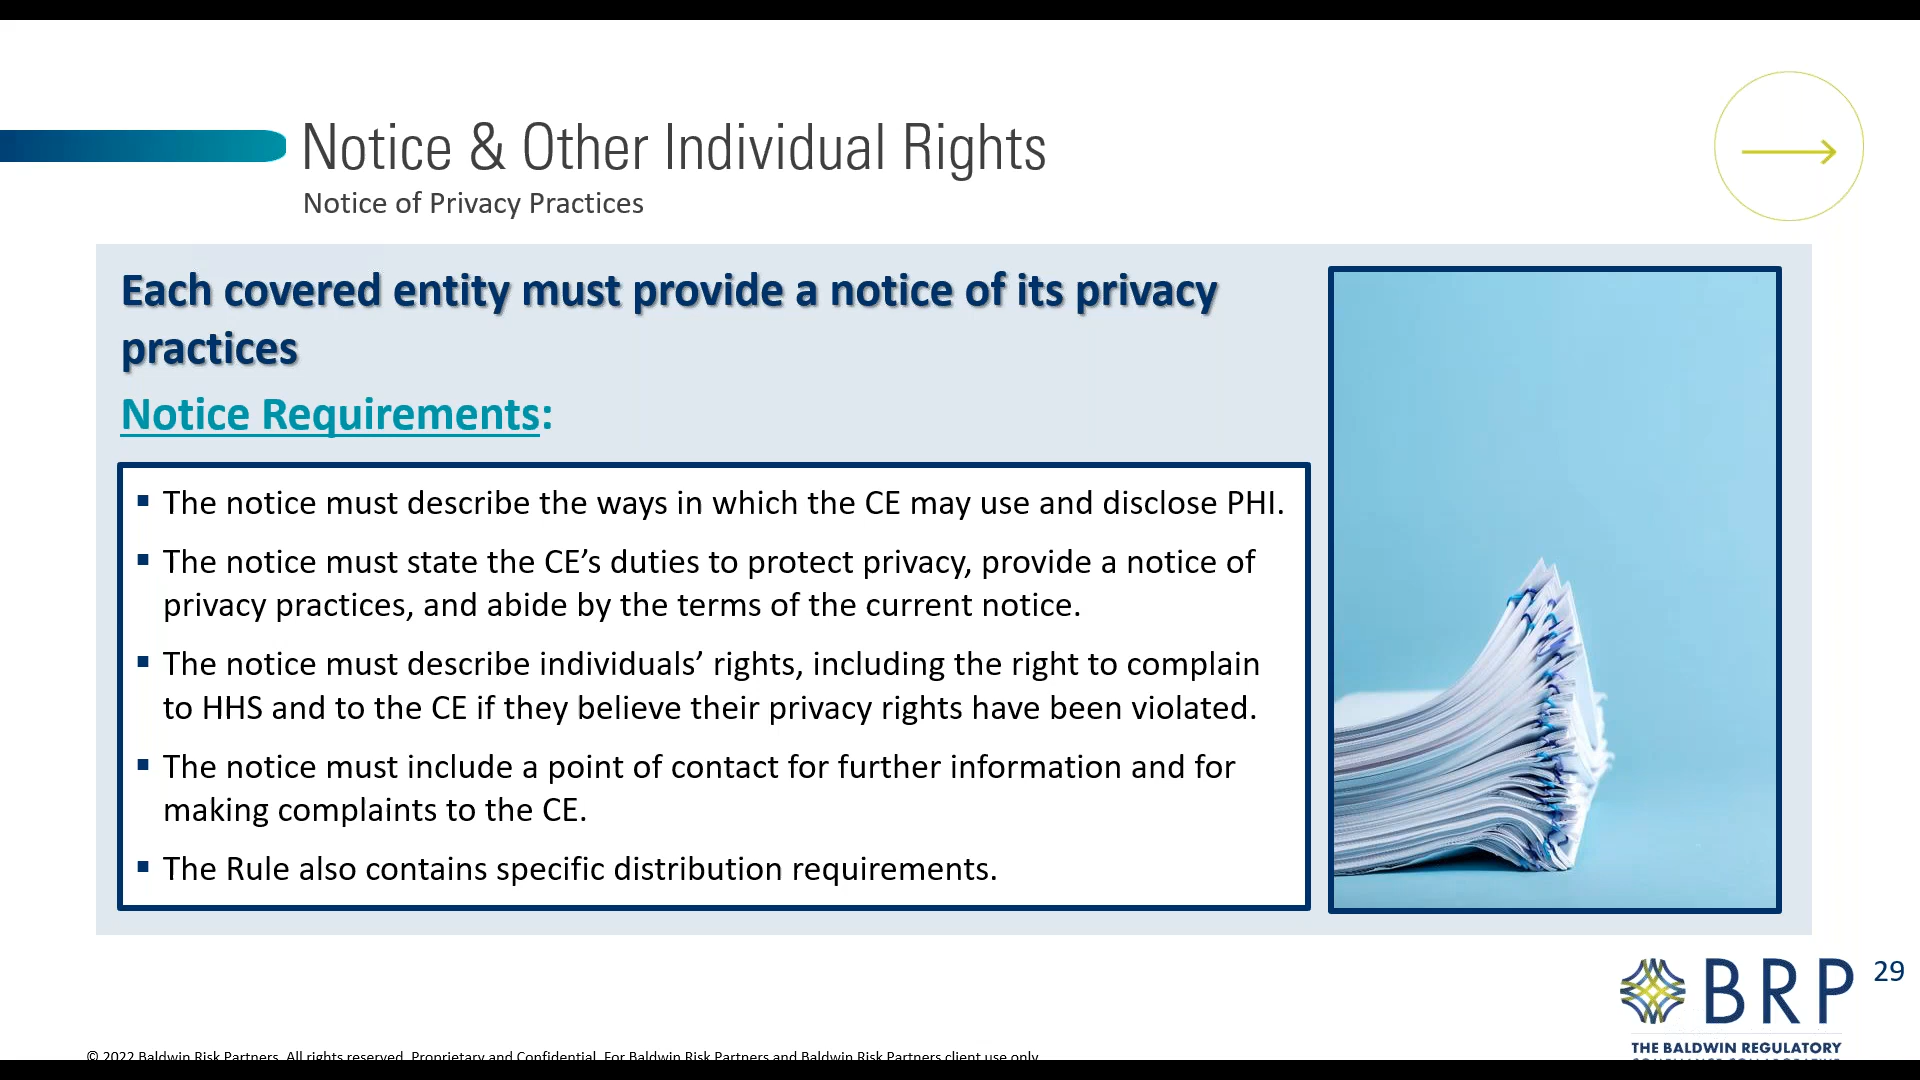 Notice & Other Individual Rights
Notice of Privacy Practices
Each covered entity must provide a notice of its privacy
practices
Notice Requirements:
▪ The notice must describe the ways in which the CE may use and disclose PHI.
▪ The notice must state the CE’s duties to protect privacy, provide a notice of
privacy practices, and abide by the terms of the current notice.
▪ The notice must describe individuals’ rights, including the right to complain
to HHS and to the CE if they believe their privacy rights have been violated.
▪ The notice must include a point of contact for further information and for
making complaints to the CE.
▪ The Rule also contains specific distribution requirements.
BRP
29
THE BALDWIN REGULATORY
© 2022 Baldwin Risk Partners. All rights reserved. Proprietary and Confidential. For Baldwin Risk Partners and Baldwin Risk Partners client use only.